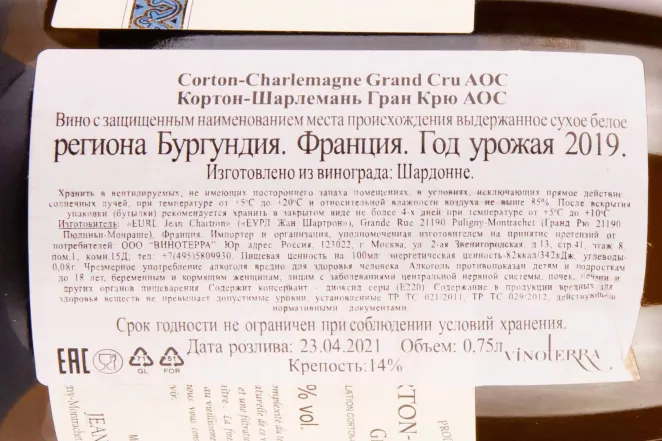 Corton-Charlemagne Grand Cru AOC
Кортон-Шарлемань Гран Крю АОС
Вино с защищенным наименованием места происхождения выдержанное сухое белое
региона Бургундия. Франция. Год урожая 2019.
Изготовлено из винограда: Шардонне.
Хранить в вентилируемых, не имеющих постороннего запаха помещениях, в условиях, исключающих прямое действие
солнечных лучей, при температуре от +5°C до +20°C и относительной влажности воздуха не выше 85%. После вскрытия
упаковки (бутылки) рекомендуется хранить в закрытом виде не более 4-х дней при температуре от +5°C до +10°C
Изготовитель: «EURL Jean Chartron» («ЕУРЛ Жан Шартрон»), Grande Rue 21190 Puligny-Montrachet (Гранд Рю 21190
Пюлиньи-Монраше), Франция. Импортер и организация, уполномоченная изготовителем на принятие претензий от
потребителей: ООО "ВИНОТЕРРА" Юр. адрес: Россия, 123022, г. Москва, ул. 2-ая Звенигородская, д.13, стр.41, этаж 8,
пом.1, комн.15Д; тел: +7(495)5809930. Пищевая ценность на 100мл: энергетическая ценность-82ккал/342кДж, углеводы-
0,08г. Чрезмерное употребление алкоголя вредно для здоровья человека. Алкоголь противопоказан детям и подросткам
до 18 лет, беременным и кормящим женщинам, лицам с заболеваниями центральной нервной системы, почек, печени и
других органов пищеварения. Содержит консервант - диоксид серы (E220) Содержание в продукции вредных для
здоровья веществ не превышает допустимые уровни, установленные ТР ТС 021/2011, ТР ТС 029/2012, действующими
нормативными документами.
Срок годности не ограничен при соблюдении условий хранения.
Дата розлива: 23.04.2021 Объем: 0,75л
Крепость:14%
EAC
71
GL
51
FOR
VINOTERRA
% vol.